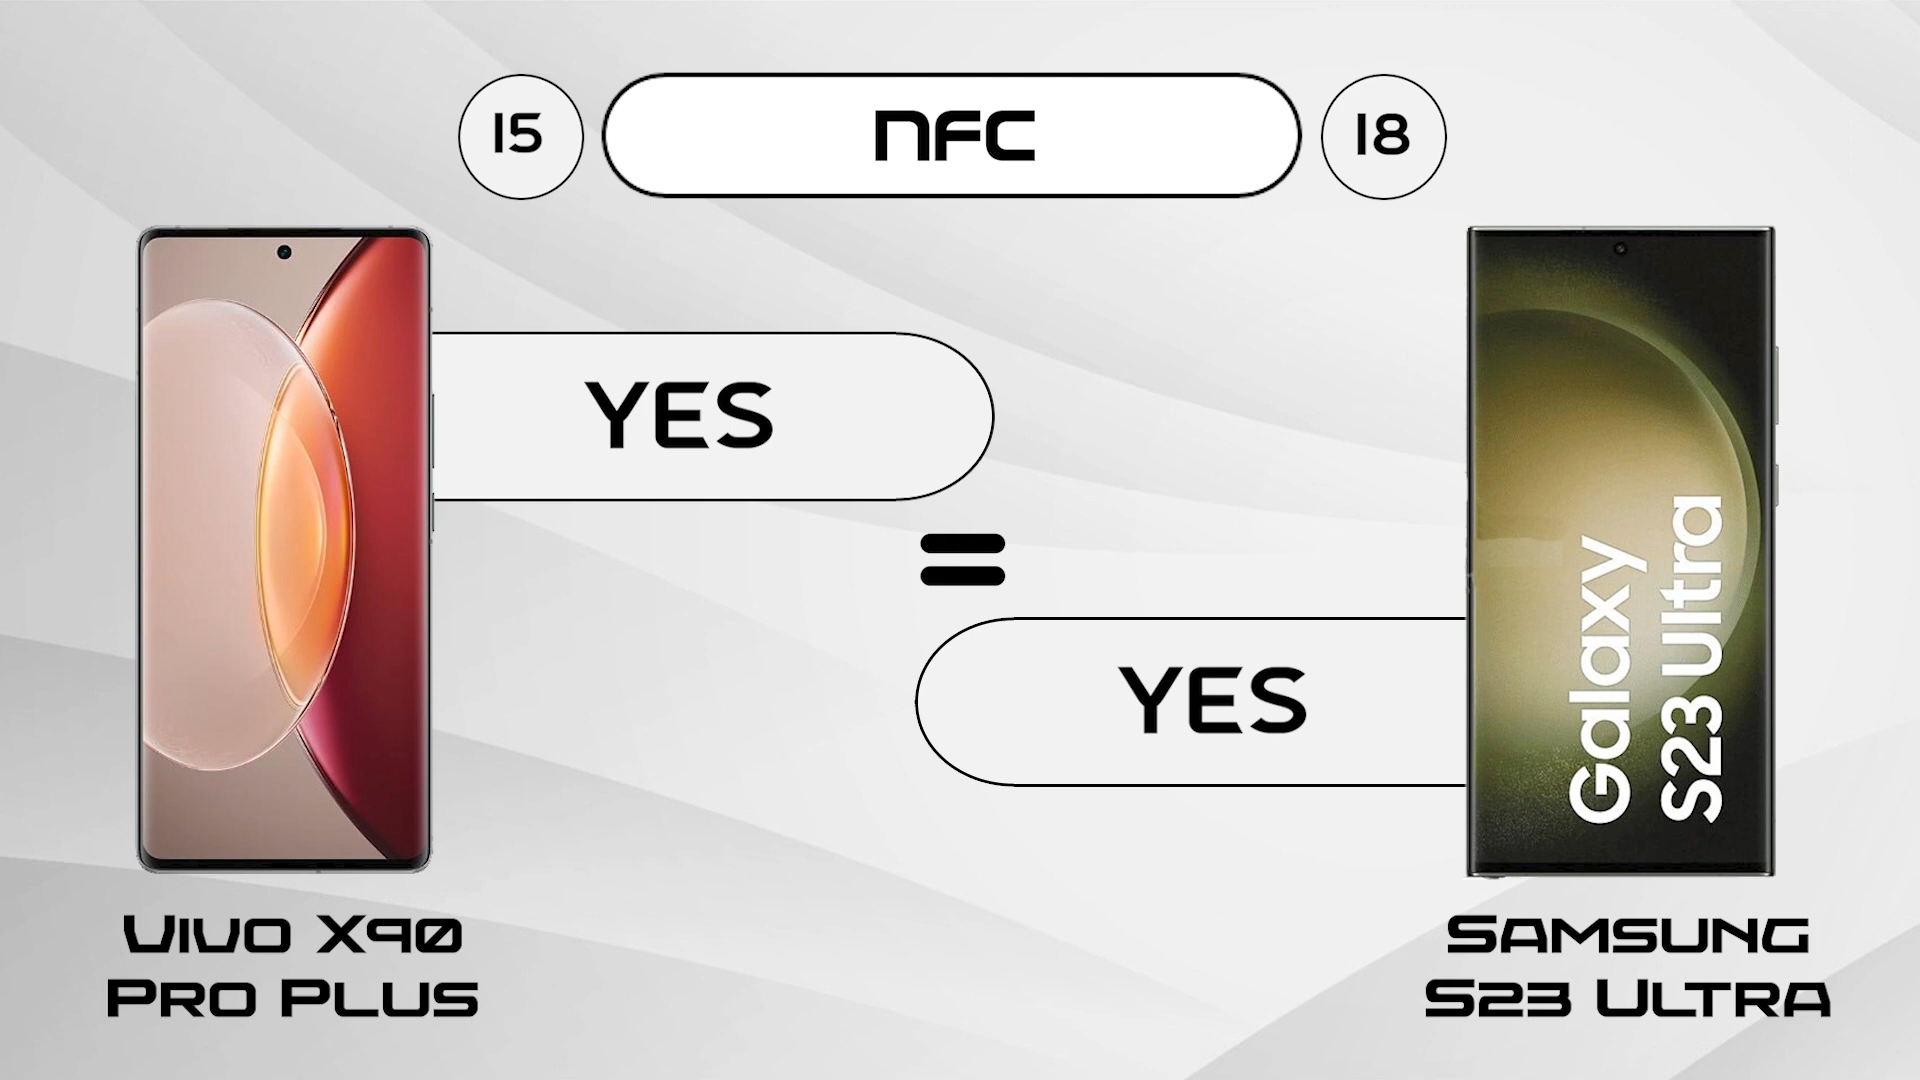 15
NFC
18
YES
=
YES
Galaxy
S23 Ultra
Vivo X90
Pro Plus
Samsung
S23 Ultra